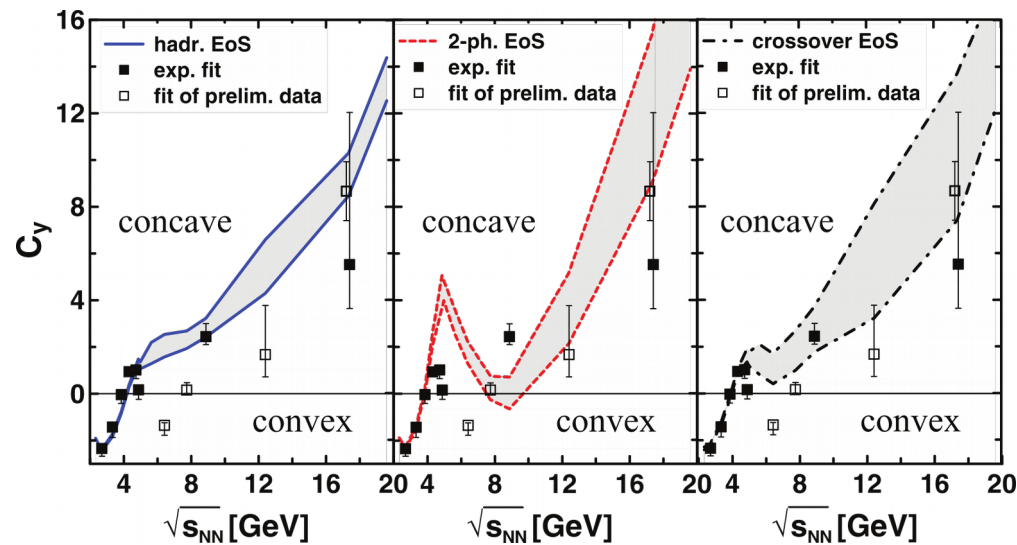 hadr. EoS
exp. fit
fit of prelim. data
2-ph. EoS
exp. fit
fit of prelim. data
crossover EoS
exp. fit
fit of prelim. data
16
12
8
4
0
C_y
concave
convex
concave
convex
concave
convex
4 8 12 16 20
4 8 12 16 20
4 8 12 16 20
√s_NN [GeV]
√s_NN [GeV]
√s_NN [GeV]